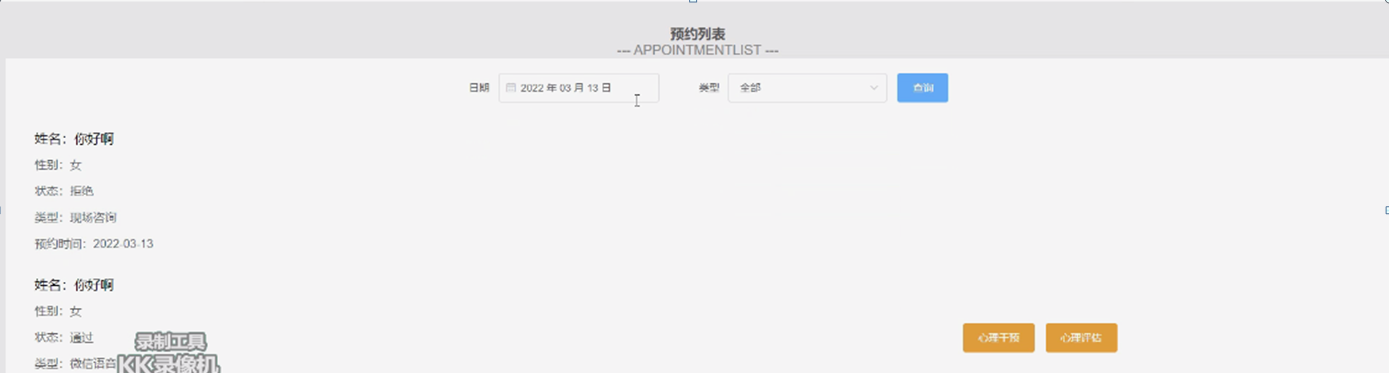 预约列表
--- APPOINTMENTLIST ---
日期 2022 年 03 月 13 日 类型 全部 查询
姓名：你好啊
性别：女
状态：拒绝
类型：现场咨询
预约时间：2022-03-13
姓名：你好啊
性别：女
状态：通过 心理干预 心理评估
类型：微信语音
录制工具
KK录像机